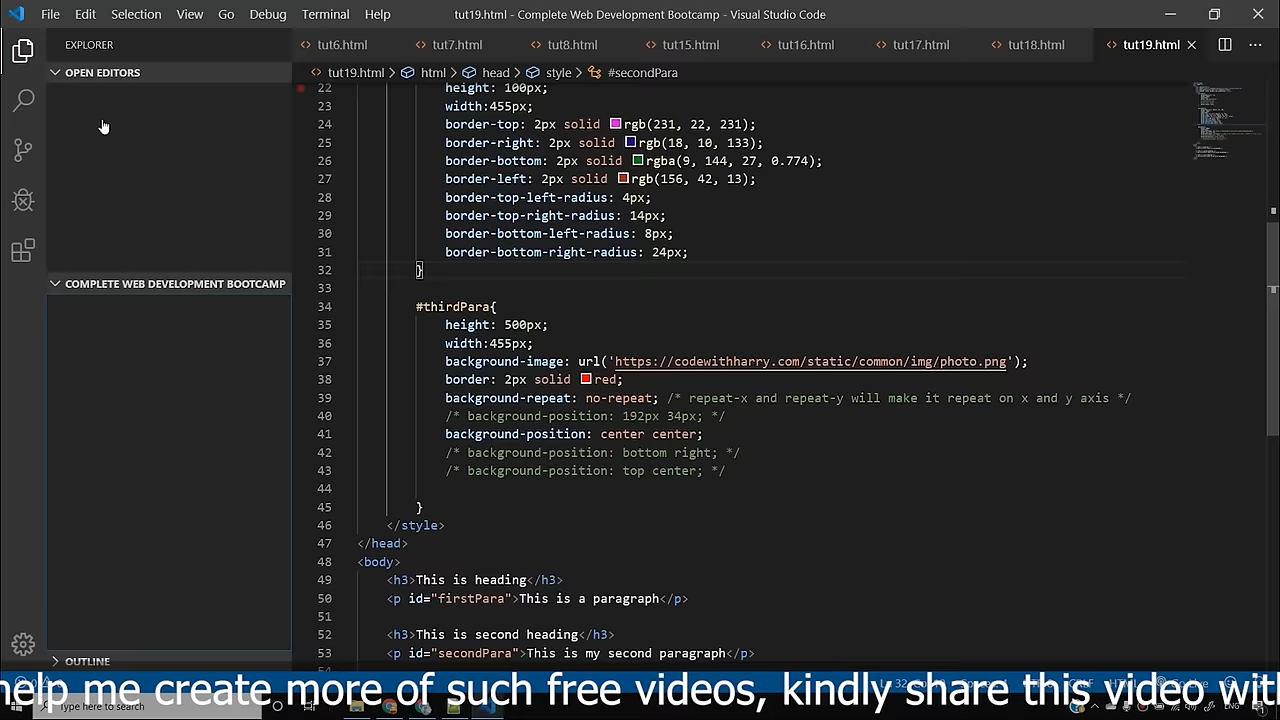 File Edit Selection View Go Debug Terminal Help
tut19.html - Complete Web Development Bootcamp - Visual Studio Code
EXPLORER
tut6.html tut7.html tut8.html tut15.html tut16.html tut17.html tut18.html tut19.html
OPEN EDITORS
tut19.html > html > head > style > #secondPara
22 height: 100px;
23 width:455px;
24 border-top: 2px solid rgb(231, 22, 231);
25 border-right: 2px solid rgb(18, 10, 133);
26 border-bottom: 2px solid rgba(9, 144, 27, 0.774);
27 border-left: 2px solid rgb(156, 42, 13);
28 border-top-left-radius: 4px;
29 border-top-right-radius: 14px;
30 border-bottom-left-radius: 8px;
31 border-bottom-right-radius: 24px;
32 }
33
34 #thirdPara{
35 height: 500px;
36 width:455px;
37 background-image: url('https://codewithharry.com/static/common/img/photo.png');
38 border: 2px solid red;
39 background-repeat: no-repeat; /* repeat-x and repeat-y will make it repeat on x and y axis */
40 /* background-position: 192px 34px; */
41 background-position: center center;
42 /* background-position: bottom right; */
43 /* background-position: top center; */
44
45 }
46 </style>
47 </head>
48 <body>
49 <h3>This is heading</h3>
50 <p id="firstPara">This is a paragraph</p>
51
52 <h3>This is second heading</h3>
53 <p id="secondPara">This is my second paragraph</p>
COMPLETE WEB DEVELOPMENT BOOTCAMP
OUTLINE
help me create more of such free videos, kindly share this video with
Type here to search